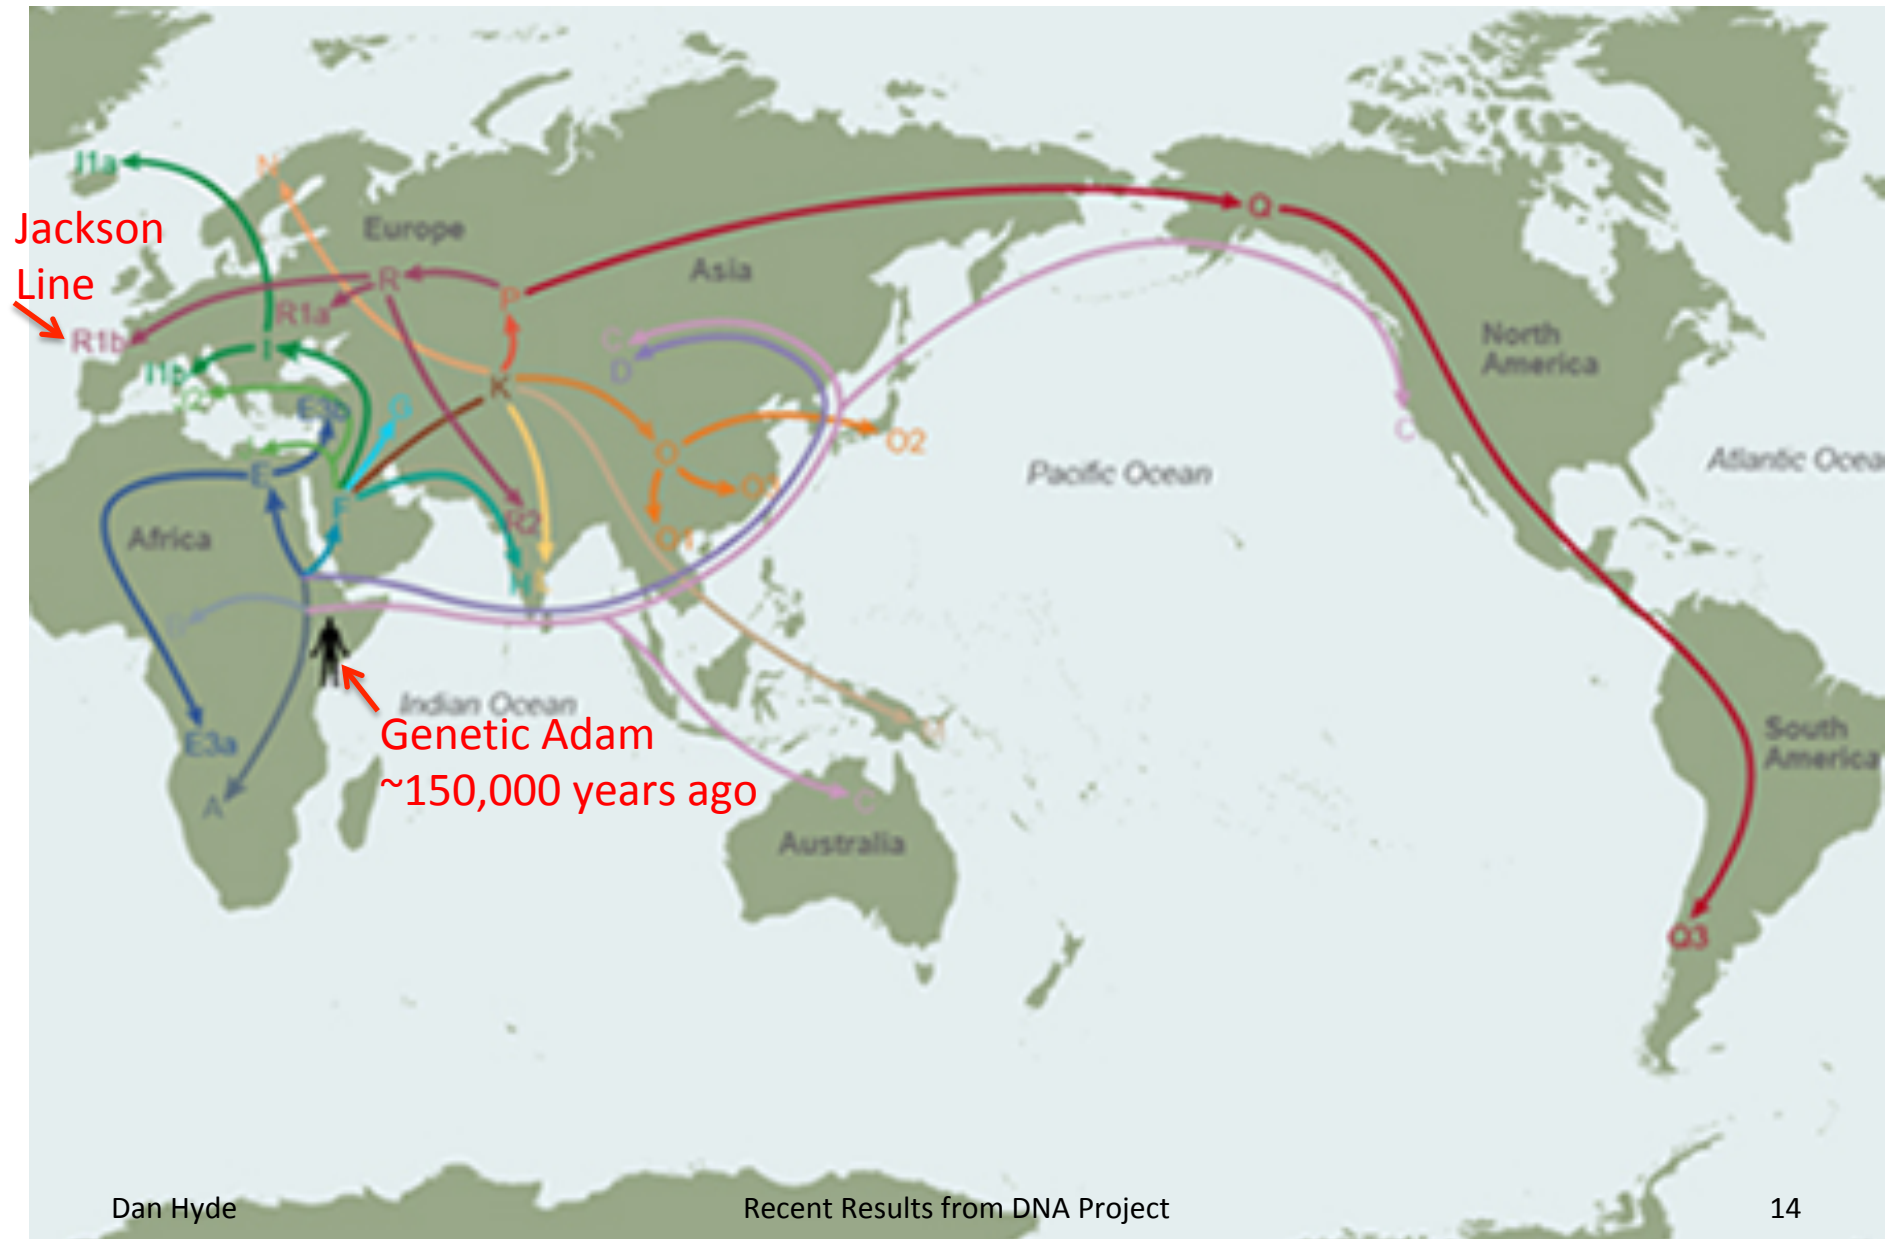 J1a
N
Jackson
Line
Europe
Asia
Q
R
P
R1a
R1b
I
I1b
J2
C
D
K
G
E3b
North
America
C
O
O2
O3
O1
Pacific Ocean
Atlantic Ocea
E
F
R2
Africa
H
B
Indian Ocean
Genetic Adam
~150,000 years ago
E3a
A
M
C
Australia
South
America
Q3
Dan Hyde
Recent Results from DNA Project
14